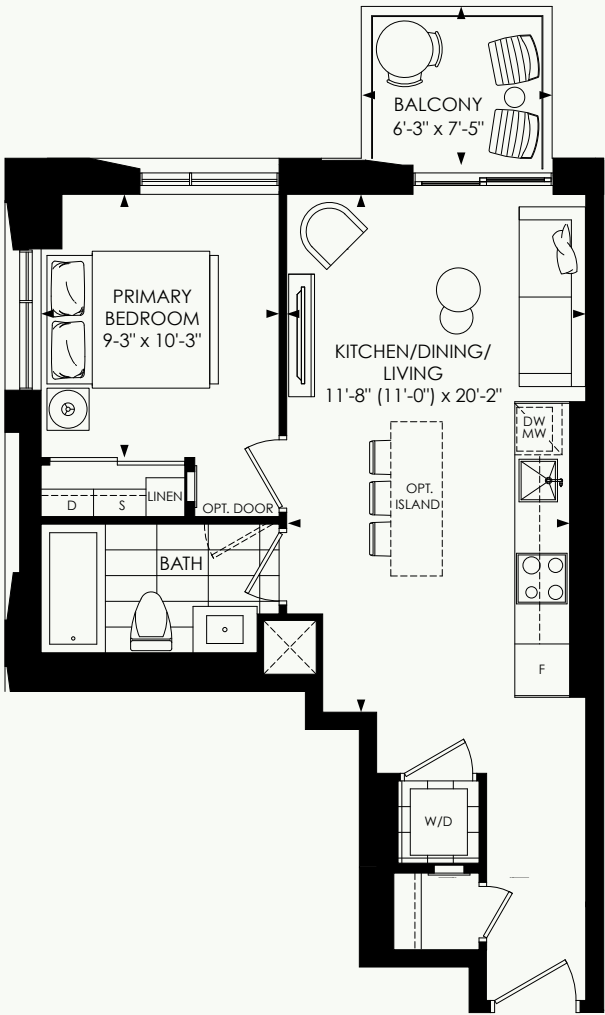 BALCONY
6'-3" x 7'-5"
PRIMARY
BEDROOM
9-3" x 10'-3"
KITCHEN/DINING/
LIVING
11'-8" (11'-0") x 20'-2"
DW
MW
OPT.
ISLAND
LINEN
D
S
OPT. DOOR
BATH
F
W/D